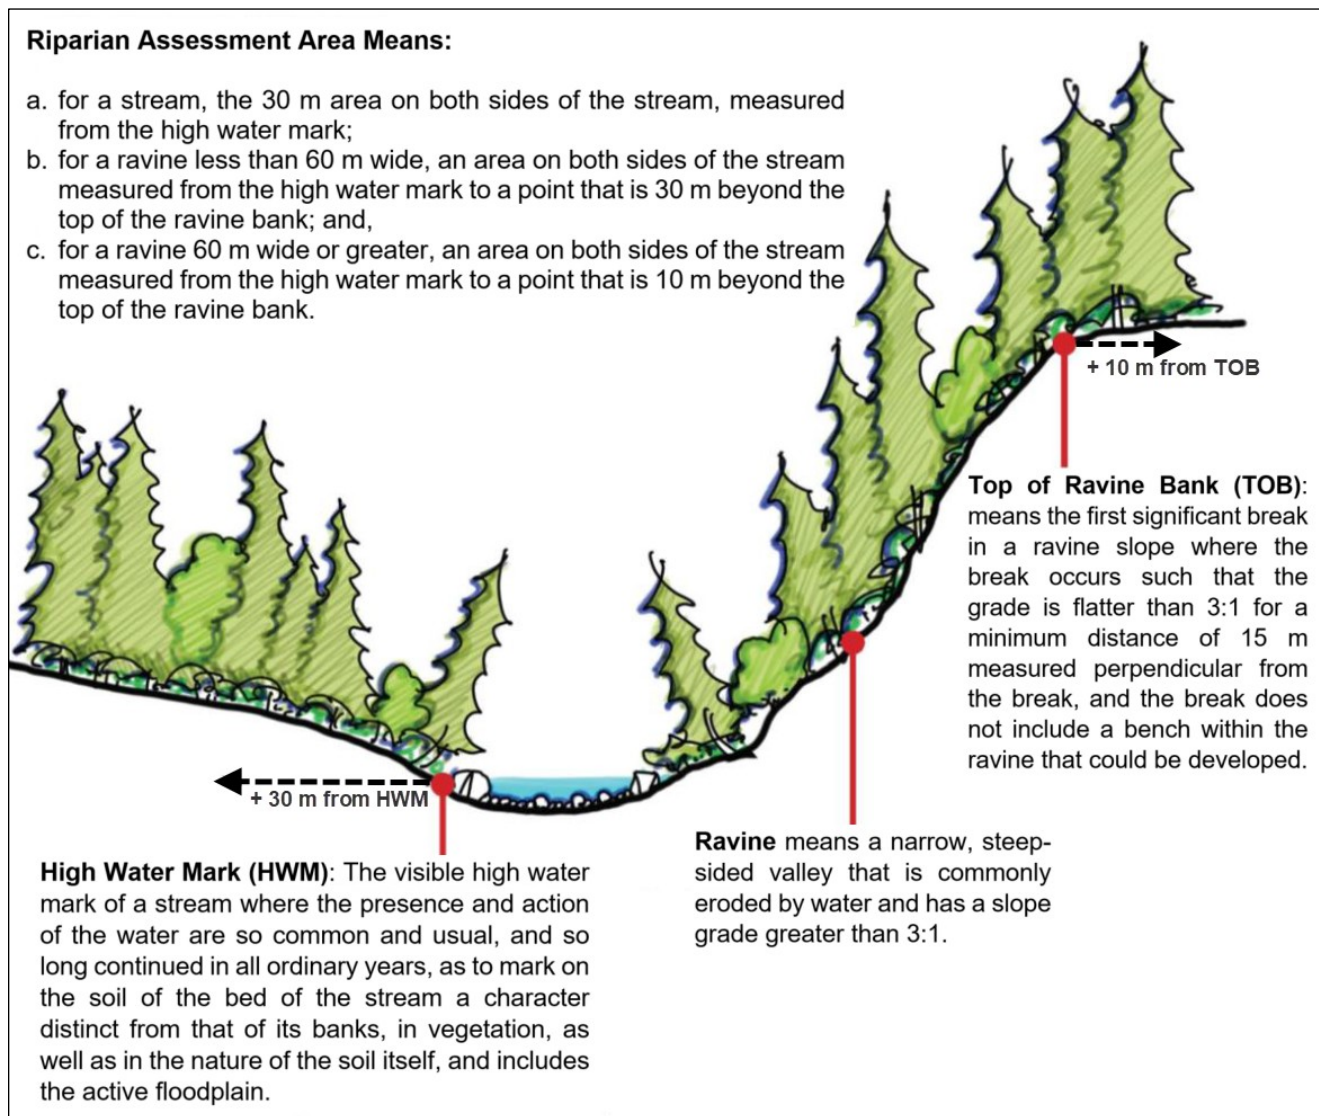 Riparian Assessment Area Means:
a. for a stream, the 30 m area on both sides of the stream, measured
from the high water mark;
b. for a ravine less than 60 m wide, an area on both sides of the stream
measured from the high water mark to a point that is 30 m beyond the
top of the ravine bank; and,
c. for a ravine 60 m wide or greater, an area on both sides of the stream
measured from the high water mark to a point that is 10 m beyond the
top of the ravine bank.
+ 10 m from TOB
Top of Ravine Bank (TOB):
means the first significant break
in a ravine slope where the
break occurs such that the
grade is flatter than 3:1 for a
minimum distance of 15 m
measured perpendicular from
the break, and the break does
not include a bench within the
ravine that could be developed.
+ 30 m from HWM
Ravine means a narrow, steep-
sided valley that is commonly
eroded by water and has a slope
grade greater than 3:1.
High Water Mark (HWM): The visible high water
mark of a stream where the presence and action
of the water are so common and usual, and so
long continued in all ordinary years, as to mark on
the soil of the bed of the stream a character
distinct from that of its banks, in vegetation, as
well as in the nature of the soil itself, and includes
the active floodplain.